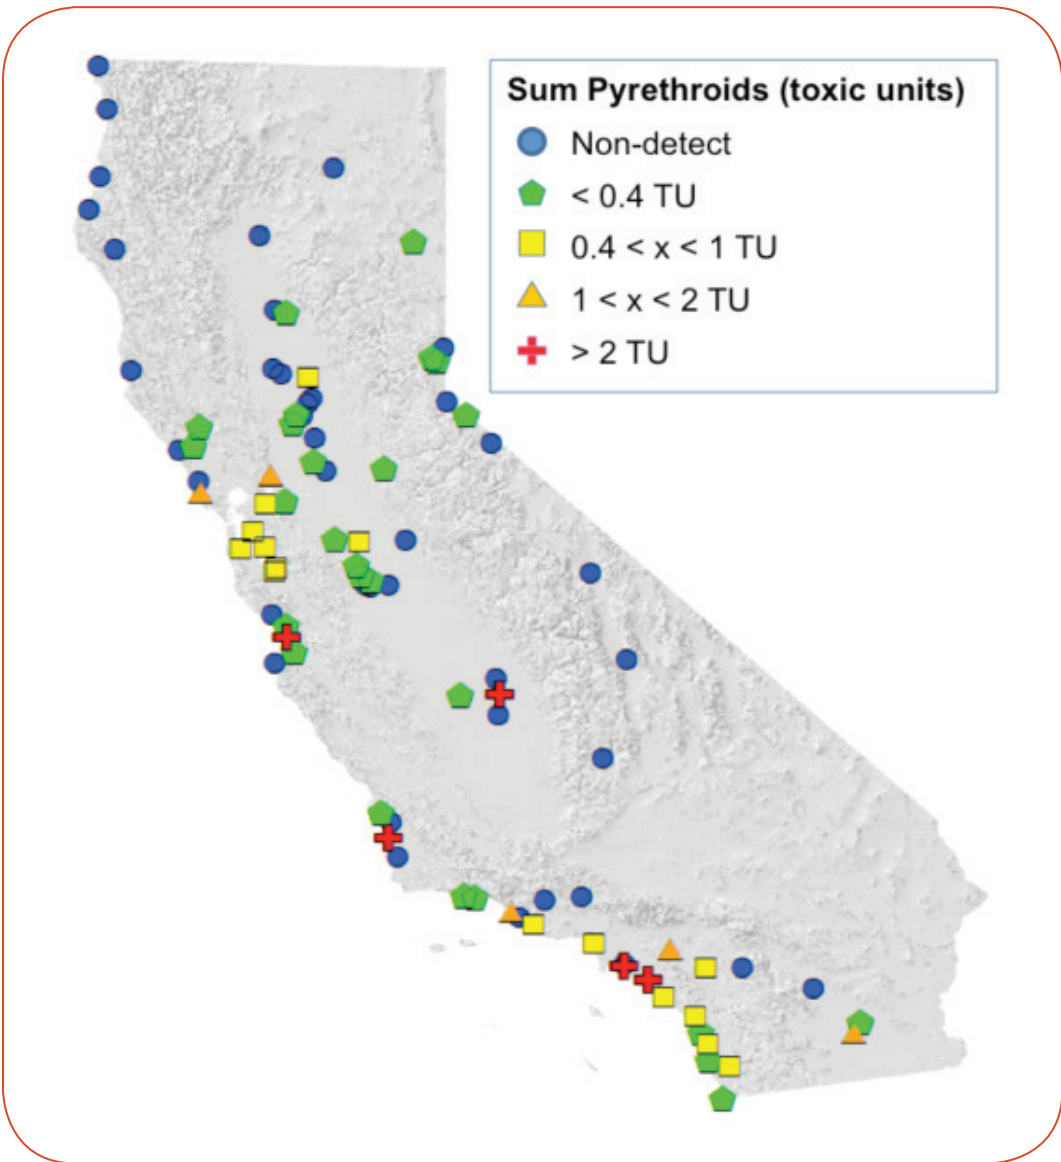 Sum Pyrethroids (toxic units)
Non-detect
< 0.4 TU
0.4 < x < 1 TU
1 < x < 2 TU
> 2 TU